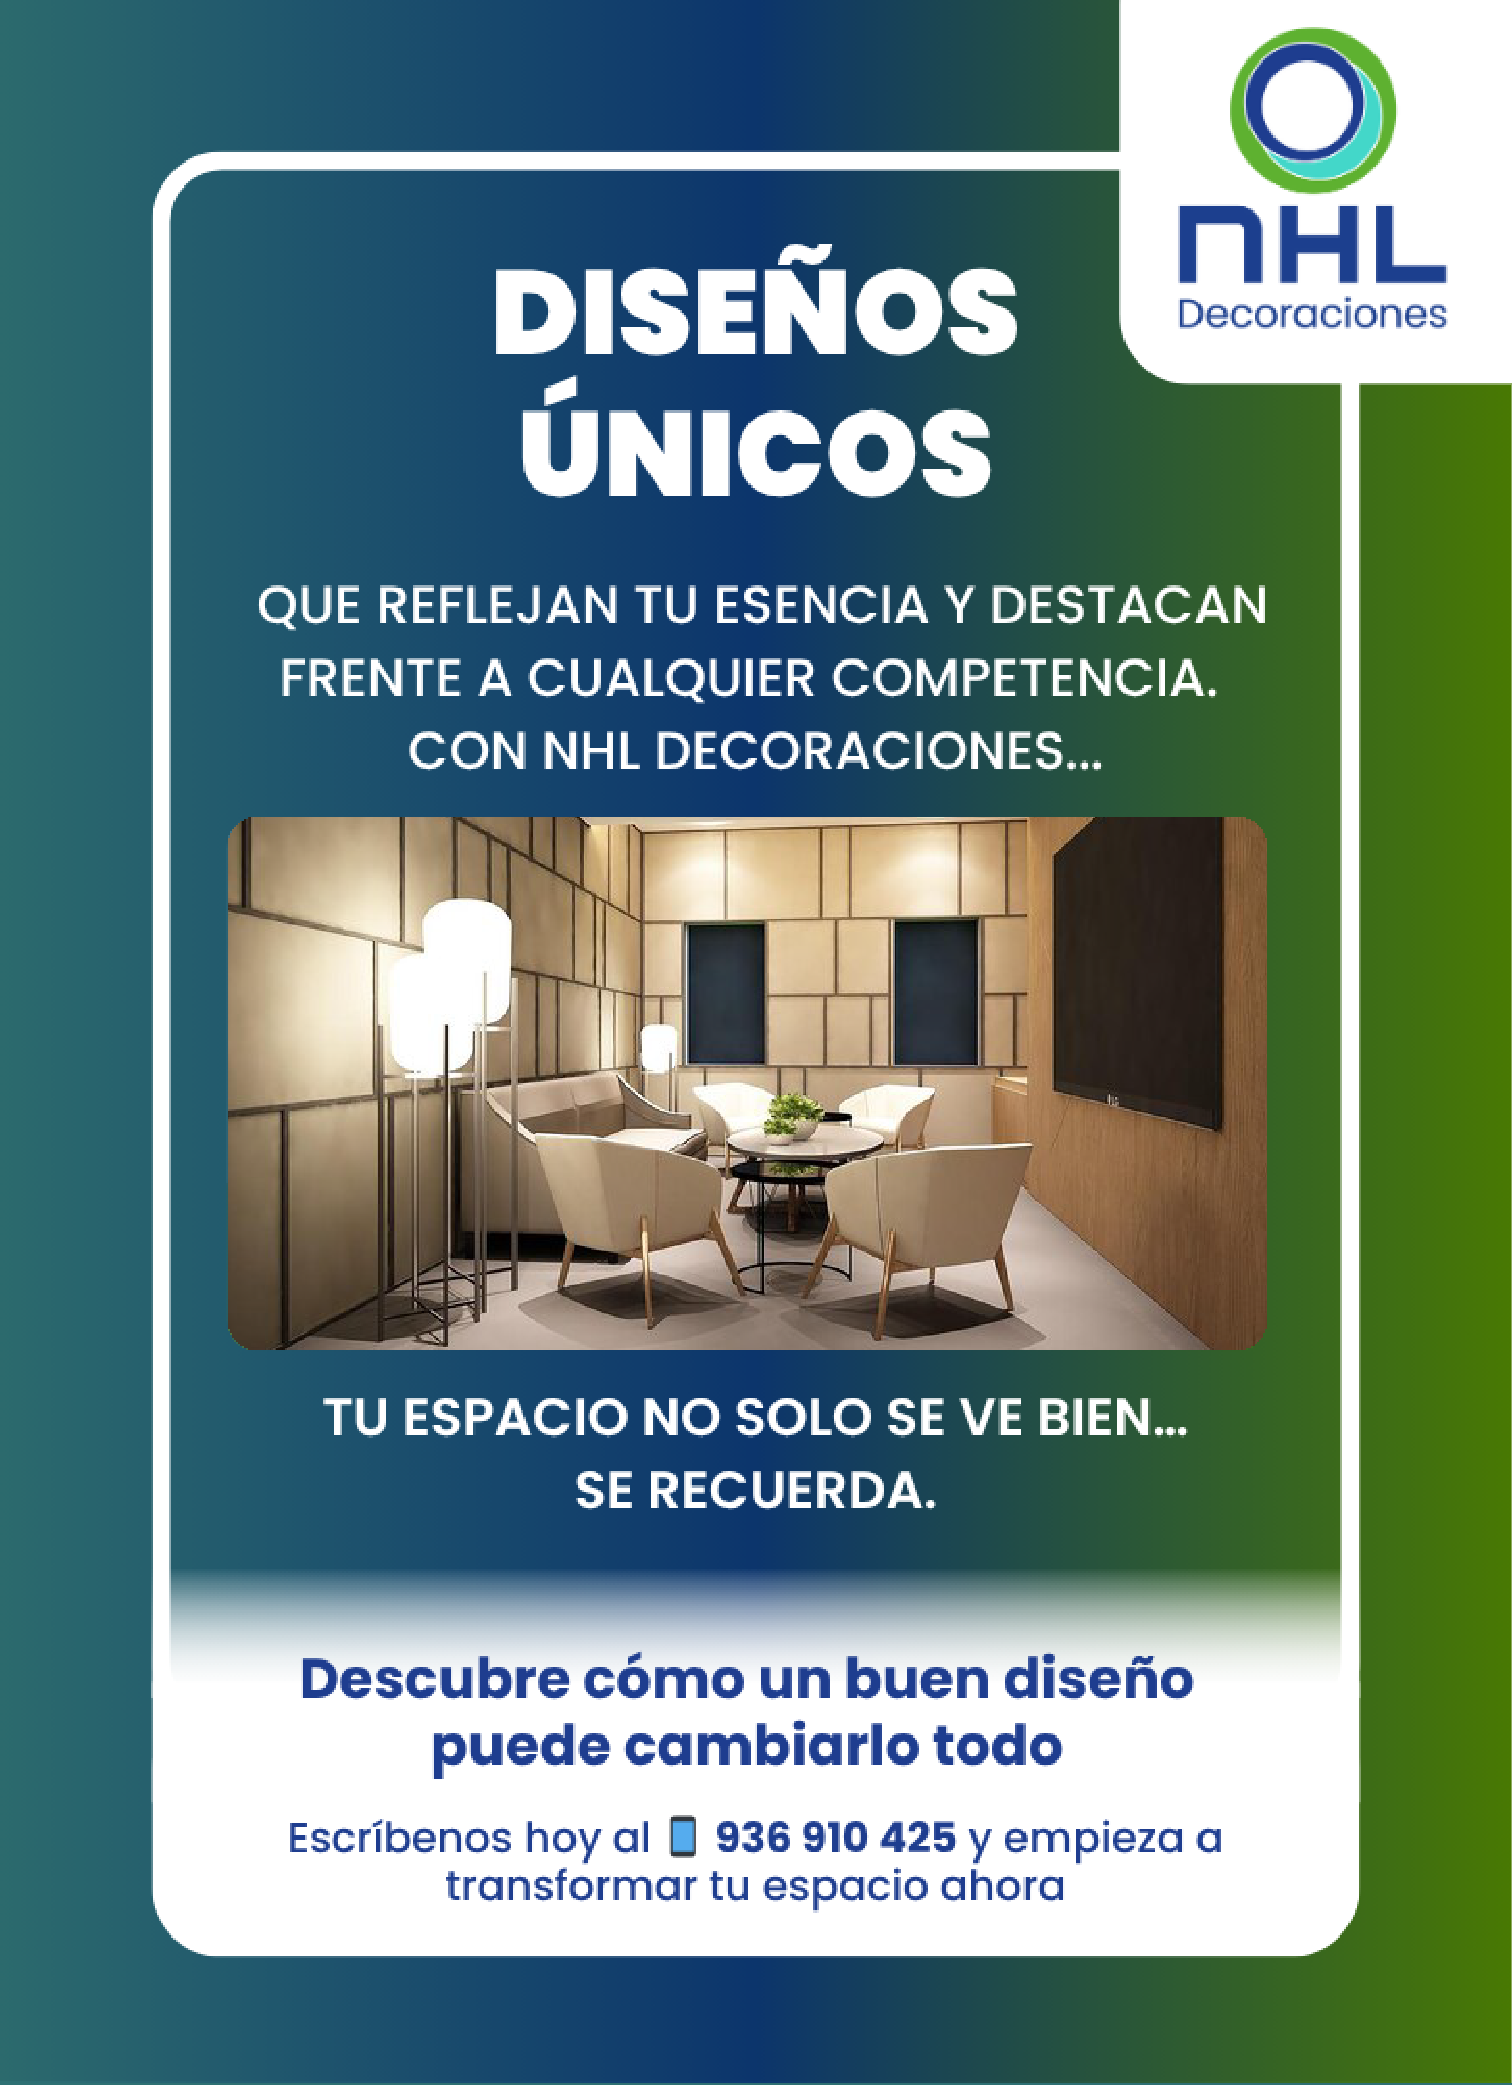 nHL
Decoraciones
DISEÑOS
ÚNICOS
QUE REFLEJAN TU ESENCIA Y DESTACAN
FRENTE A CUALQUIER COMPETENCIA.
CON NHL DECORACIONES...
TU ESPACIO NO SOLO SE VE BIEN...
SE RECUERDA.
Descubre cómo un buen diseño
puede cambiarlo todo
Escríbenos hoy al 📱 936 910 425 y empieza a
transformar tu espacio ahora